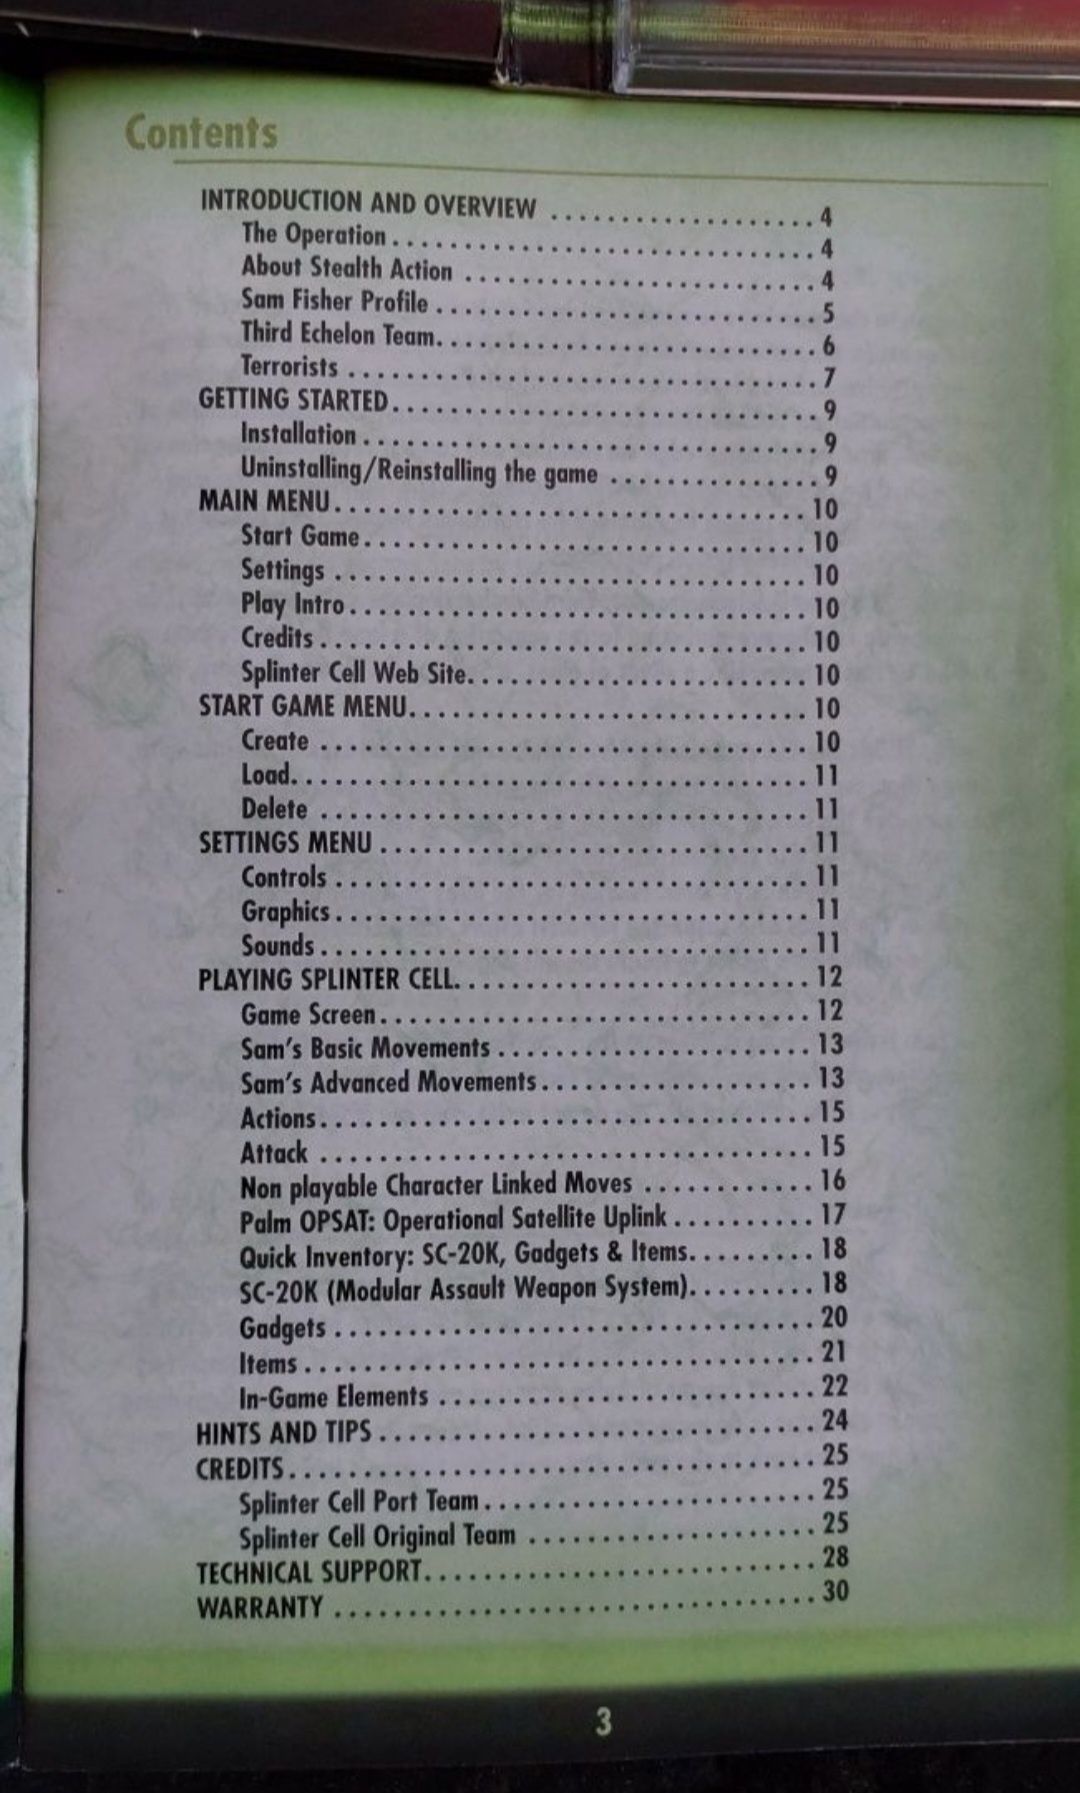 Contents
INTRODUCTION AND OVERVIEW . . . . . . . . . . . . . . . . . . . 4
The Operation . . . . . . . . . . . . . . . . . . . . . . . . . . . . . . 4
About Stealth Action . . . . . . . . . . . . . . . . . . . . . . . . . 4
Sam Fisher Profile . . . . . . . . . . . . . . . . . . . . . . . . . . . 5
Third Echelon Team. . . . . . . . . . . . . . . . . . . . . . . . . . . 6
Terrorists . . . . . . . . . . . . . . . . . . . . . . . . . . . . . . . . . 7
GETTING STARTED. . . . . . . . . . . . . . . . . . . . . . . . . . . . . . 9
Installation . . . . . . . . . . . . . . . . . . . . . . . . . . . . . . . . 9
Uninstalling/Reinstalling the game . . . . . . . . . . . . . . . 9
MAIN MENU. . . . . . . . . . . . . . . . . . . . . . . . . . . . . . . . . 10
Start Game. . . . . . . . . . . . . . . . . . . . . . . . . . . . . . . 10
Settings . . . . . . . . . . . . . . . . . . . . . . . . . . . . . . . . . 10
Play Intro. . . . . . . . . . . . . . . . . . . . . . . . . . . . . . . . 10
Credits . . . . . . . . . . . . . . . . . . . . . . . . . . . . . . . . . . 10
Splinter Cell Web Site. . . . . . . . . . . . . . . . . . . . . . . . 10
START GAME MENU. . . . . . . . . . . . . . . . . . . . . . . . . . . . 10
Create . . . . . . . . . . . . . . . . . . . . . . . . . . . . . . . . . . 10
Load. . . . . . . . . . . . . . . . . . . . . . . . . . . . . . . . . . . . 11
Delete . . . . . . . . . . . . . . . . . . . . . . . . . . . . . . . . . . 11
SETTINGS MENU . . . . . . . . . . . . . . . . . . . . . . . . . . . . . . 11
Controls . . . . . . . . . . . . . . . . . . . . . . . . . . . . . . . . . 11
Graphics. . . . . . . . . . . . . . . . . . . . . . . . . . . . . . . . . 11
Sounds . . . . . . . . . . . . . . . . . . . . . . . . . . . . . . . . . . 11
PLAYING SPLINTER CELL. . . . . . . . . . . . . . . . . . . . . . . . . 12
Game Screen. . . . . . . . . . . . . . . . . . . . . . . . . . . . . . 12
Sam's Basic Movements . . . . . . . . . . . . . . . . . . . . . . 13
Sam's Advanced Movements. . . . . . . . . . . . . . . . . . . 13
Actions. . . . . . . . . . . . . . . . . . . . . . . . . . . . . . . . . . 15
Attack . . . . . . . . . . . . . . . . . . . . . . . . . . . . . . . . . . 15
Non playable Character Linked Moves . . . . . . . . . . . . 16
Palm OPSAT: Operational Satellite Uplink . . . . . . . . . . 17
Quick Inventory: SC-20K, Gadgets & Items. . . . . . . . . 18
SC-20K (Modular Assault Weapon System). . . . . . . . . 18
Gadgets . . . . . . . . . . . . . . . . . . . . . . . . . . . . . . . . . 20
Items . . . . . . . . . . . . . . . . . . . . . . . . . . . . . . . . . . . 21
In-Game Elements . . . . . . . . . . . . . . . . . . . . . . . . . . 22
HINTS AND TIPS . . . . . . . . . . . . . . . . . . . . . . . . . . . . . . 24
CREDITS. . . . . . . . . . . . . . . . . . . . . . . . . . . . . . . . . . . . 25
Splinter Cell Port Team . . . . . . . . . . . . . . . . . . . . . . . 25
Splinter Cell Original Team . . . . . . . . . . . . . . . . . . . . 25
TECHNICAL SUPPORT. . . . . . . . . . . . . . . . . . . . . . . . . . . 28
WARRANTY . . . . . . . . . . . . . . . . . . . . . . . . . . . . . . . . . 30
3